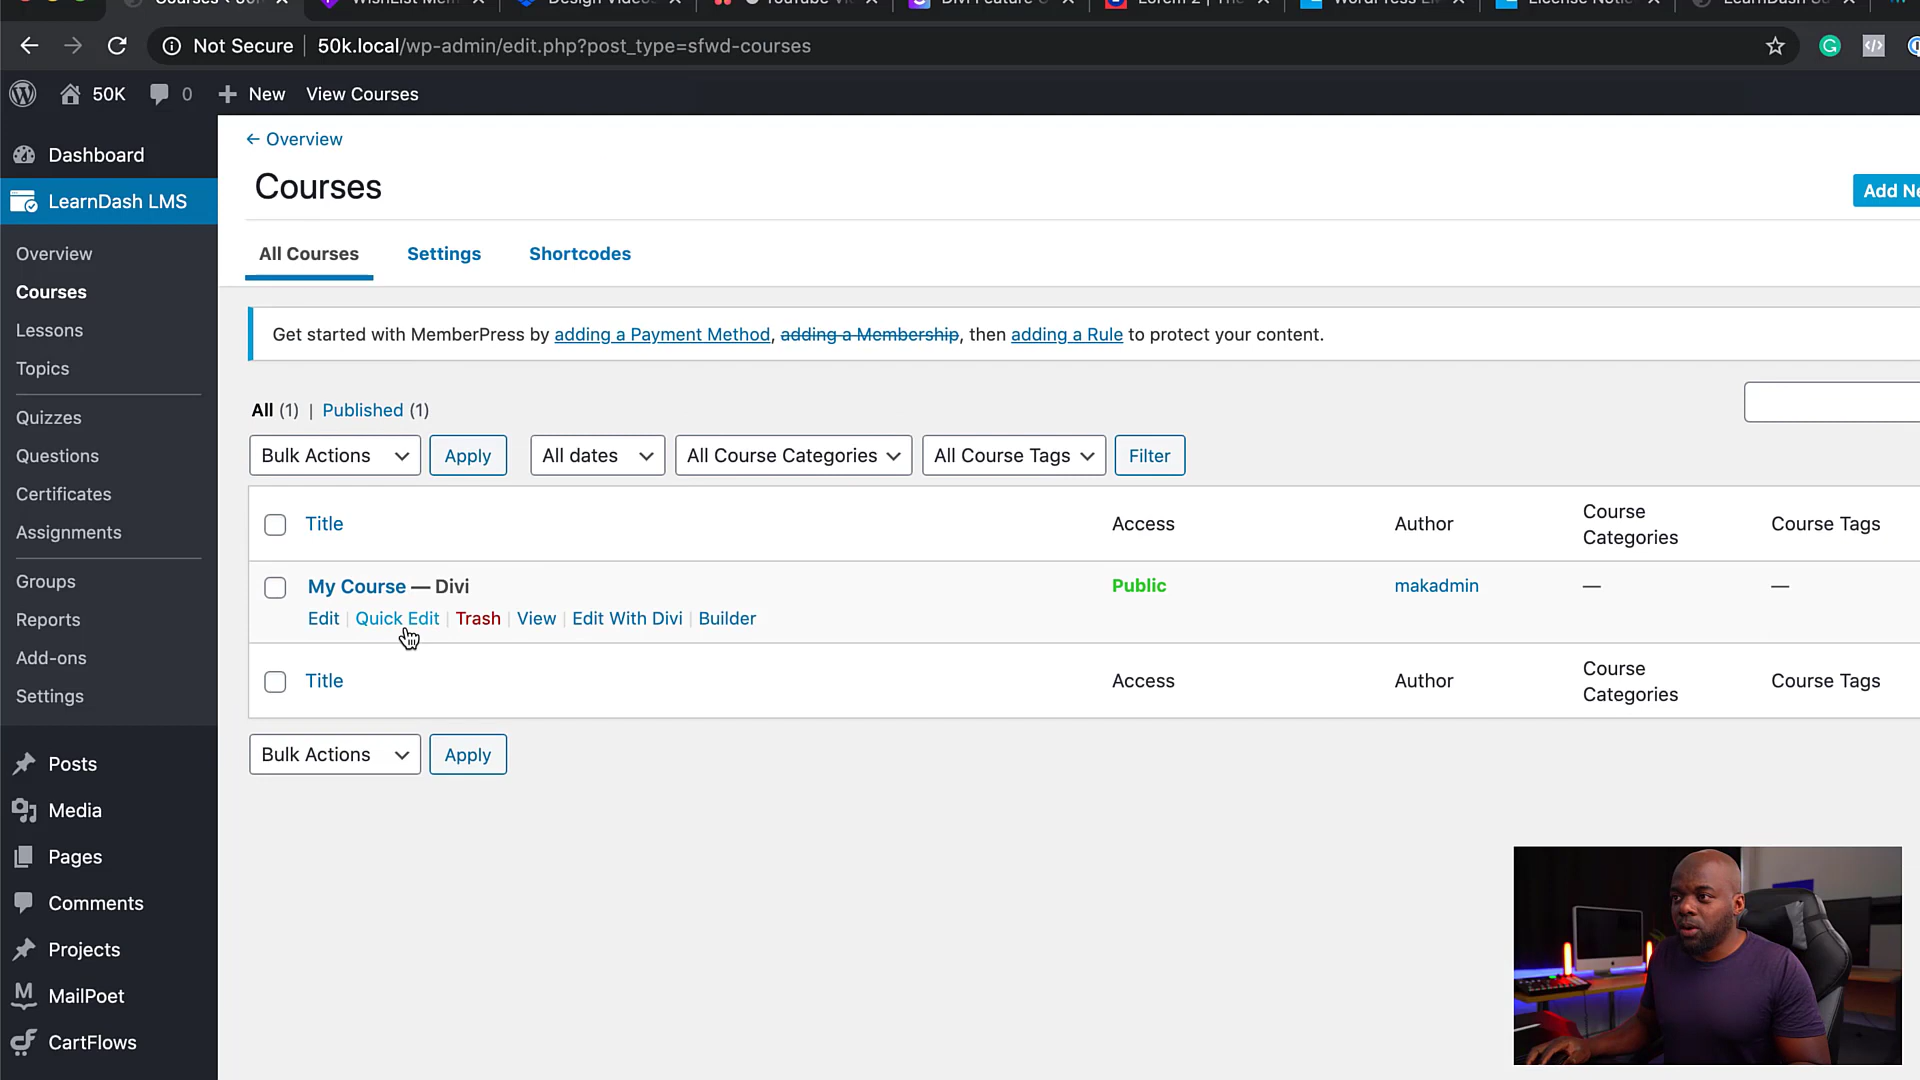 Not Secure 50k.local/wp-admin/edit.php?post_type=sfwd-courses
50K 0 New View Courses
Dashboard
LearnDash LMS
Overview
Courses
Lessons
Topics
Quizzes
Questions
Certificates
Assignments
Groups
Reports
Add-ons
Settings
Posts
Media
Pages
Comments
Projects
MailPoet
CartFlows
← Overview
Courses
Add Ne
All Courses Settings Shortcodes
Get started with MemberPress by adding a Payment Method, adding a Membership, then adding a Rule to protect your content.
All (1) | Published (1)
Bulk Actions Apply All dates All Course Categories All Course Tags Filter
Title Access Author Course Categories Course Tags
My Course — Divi Public makadmin — —
Edit | Quick Edit | Trash | View | Edit With Divi | Builder
Title Access Author Course Categories Course Tags
Bulk Actions Apply